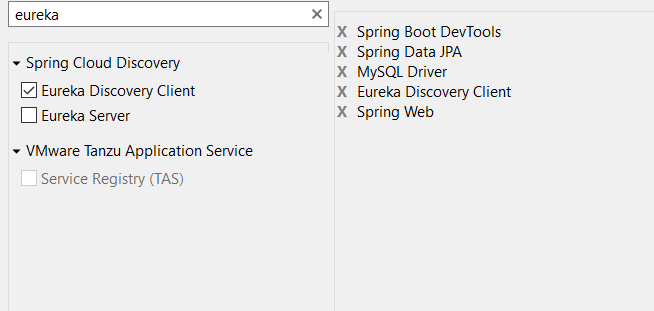 eureka
Spring Cloud Discovery
Eureka Discovery Client
Eureka Server
VMware Tanzu Application Service
Service Registry (TAS)
X Spring Boot DevTools
X Spring Data JPA
X MySQL Driver
X Eureka Discovery Client
X Spring Web